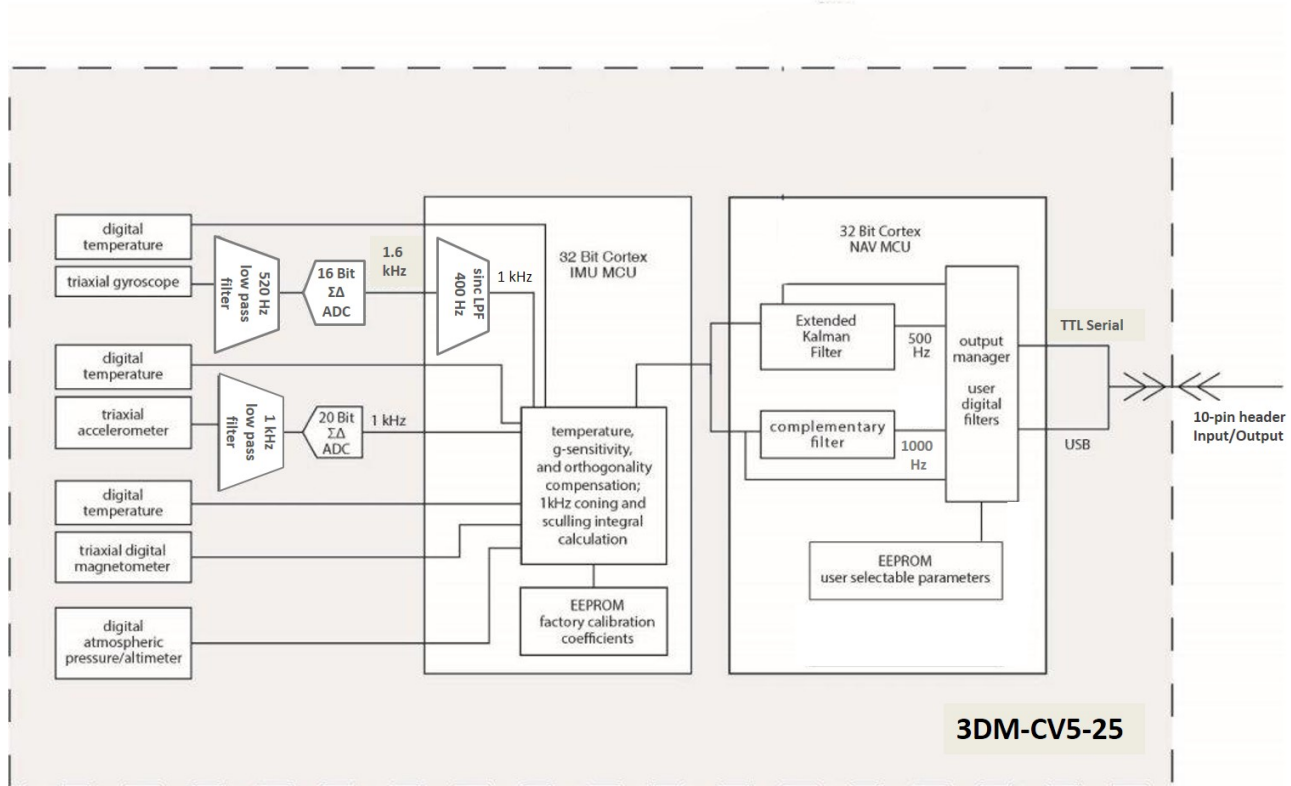 digital
temperature
triaxial gyroscope
520 Hz
low pass
filter
16 Bit
ΣΔ
ADC
1.6
kHz
sinc LPF
400 Hz
1 kHz
32 Bit Cortex
IMU MCU
digital
temperature
triaxial
accelerometer
1 kHz
low pass
filter
20 Bit
ΣΔ
ADC
1 kHz
digital
temperature
triaxial digital
magnetometer
digital
atmospheric
pressure/altimeter
temperature,
g-sensitivity,
and orthogonality
compensation;
1kHz coning and
sculling integral
calculation
EEPROM
factory calibration
coefficients
32 Bit Cortex
NAV MCU
Extended
Kalman
Filter
500
Hz
complementary
filter
1000
Hz
output
manager
user
digital
filters
EEPROM
user selectable parameters
TTL Serial
USB
10-pin header
Input/Output
3DM-CV5-25